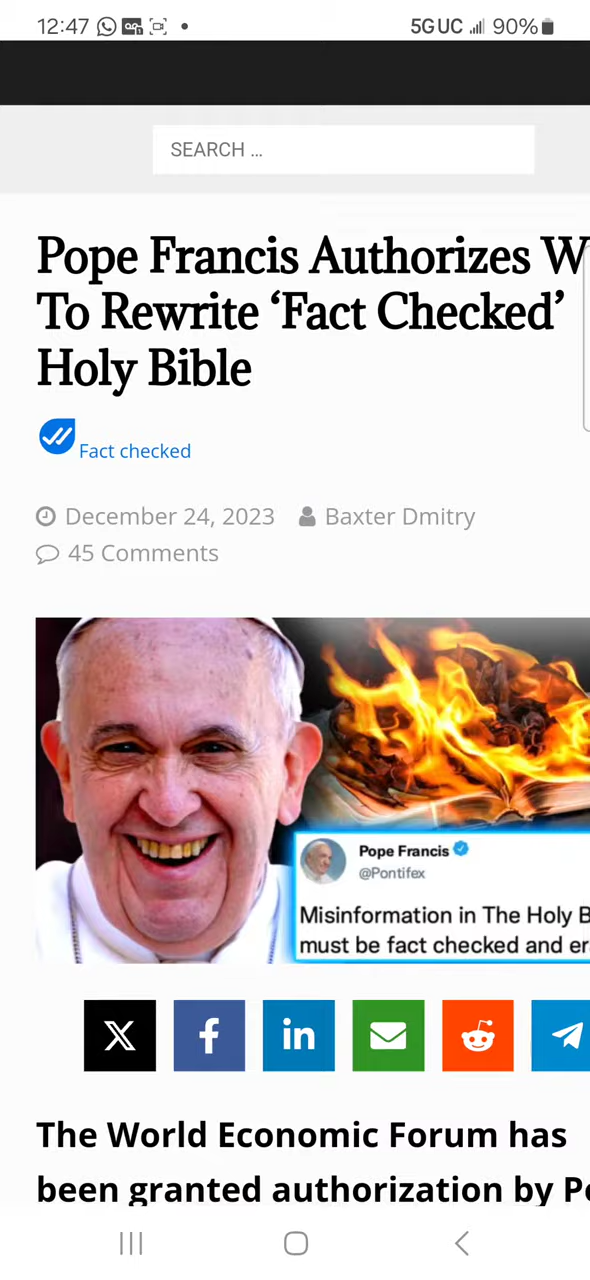 12:47 5G UC 90%
SEARCH ...
Pope Francis Authorizes W
To Rewrite ‘Fact Checked’
Holy Bible
Fact checked
December 24, 2023 Baxter Dmitry
45 Comments
Pope Francis
@Pontifex
Misinformation in The Holy B
must be fact checked and er
The World Economic Forum has
been granted authorization by Po